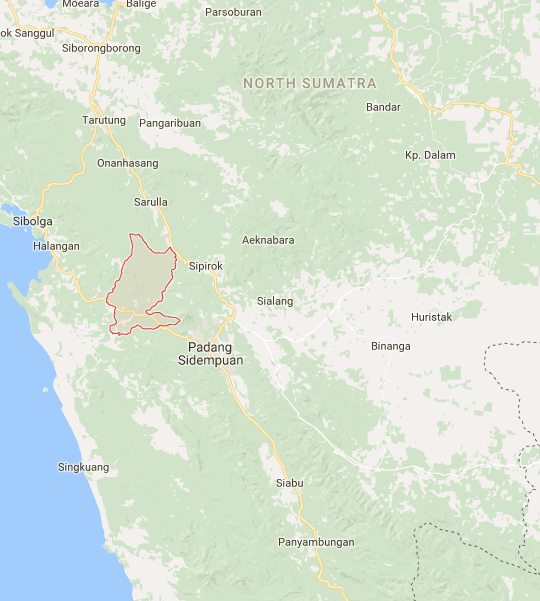 Moeara
Balige
Parsoburan
ok Sanggul
Siborongborong
NORTH SUMATRA
Bandar
Tarutung
Pangaribuan
Kp. Dalam
Onanhasang
Sarulla
Sibolga
Halangan
Aeknabara
Sipirok
Sialang
Huristak
Padang
Sidempuan
Binanga
Singkuang
Siabu
Panyambungan